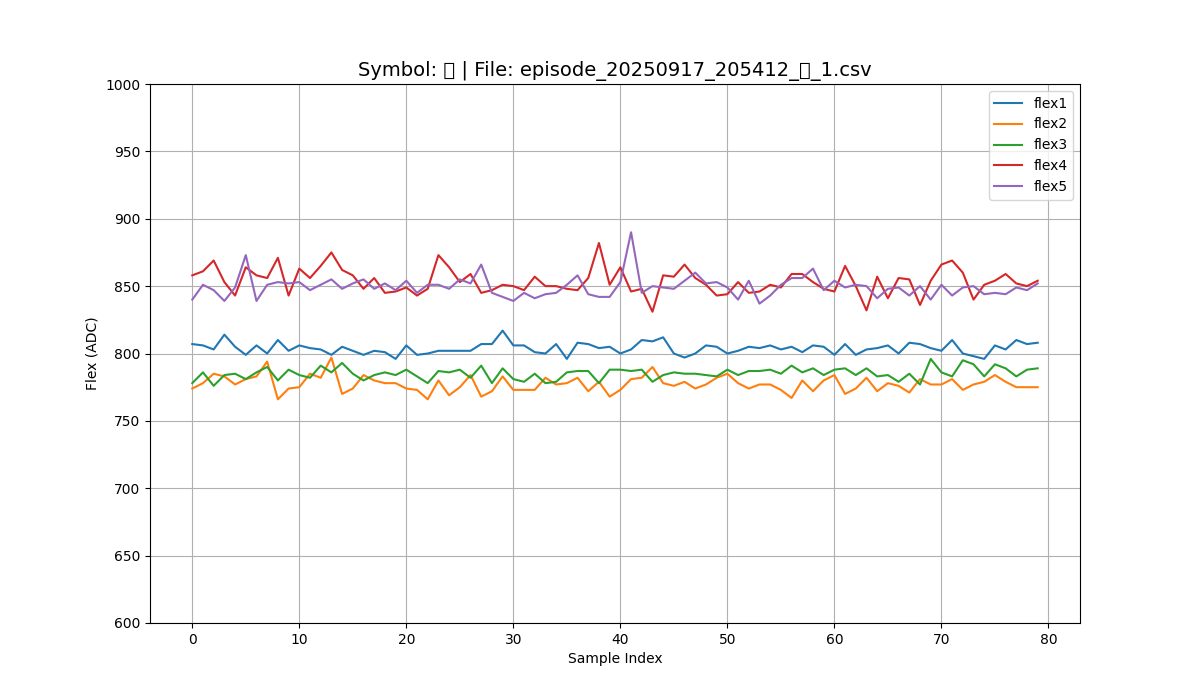 Symbol: | File: episode_20250917_205412_ _1.csv
1000
950
900
850
800
750
700
650
600
Flex (ADC)
0 10 20 30 40 50 60 70 80
Sample Index
flex1
flex2
flex3
flex4
flex5